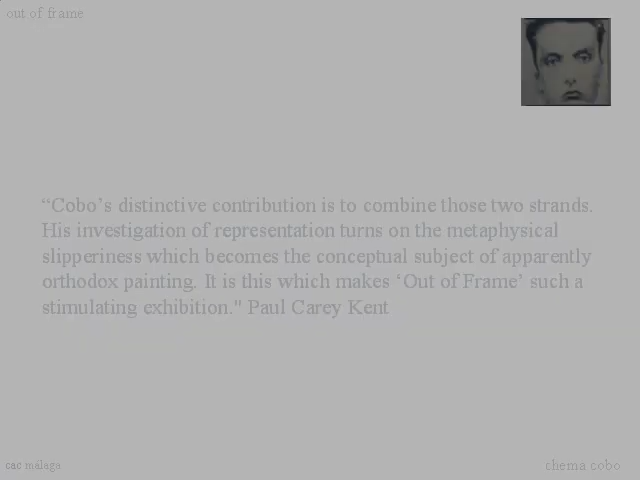 out of frame
“Cobo’s distinctive contribution is to combine those two strands.
His investigation of representation turns on the metaphysical
slipperiness which becomes the conceptual subject of apparently
orthodox painting. It is this which makes ‘Out of Frame’ such a
stimulating exhibition." Paul Carey Kent
cac málaga
chema cobo